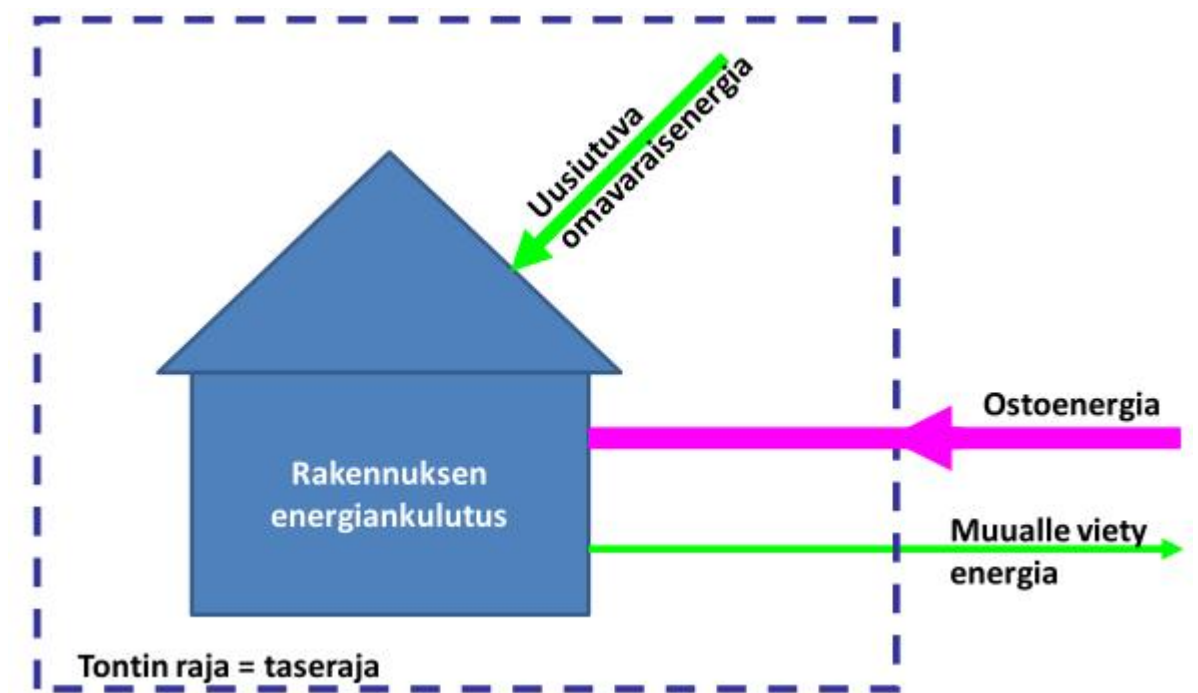 Uusiutuva
omavaraisenergia
Ostoenergia
Rakennuksen
energiankulutus
Muualle viety
energia
Tontin raja = taseraja